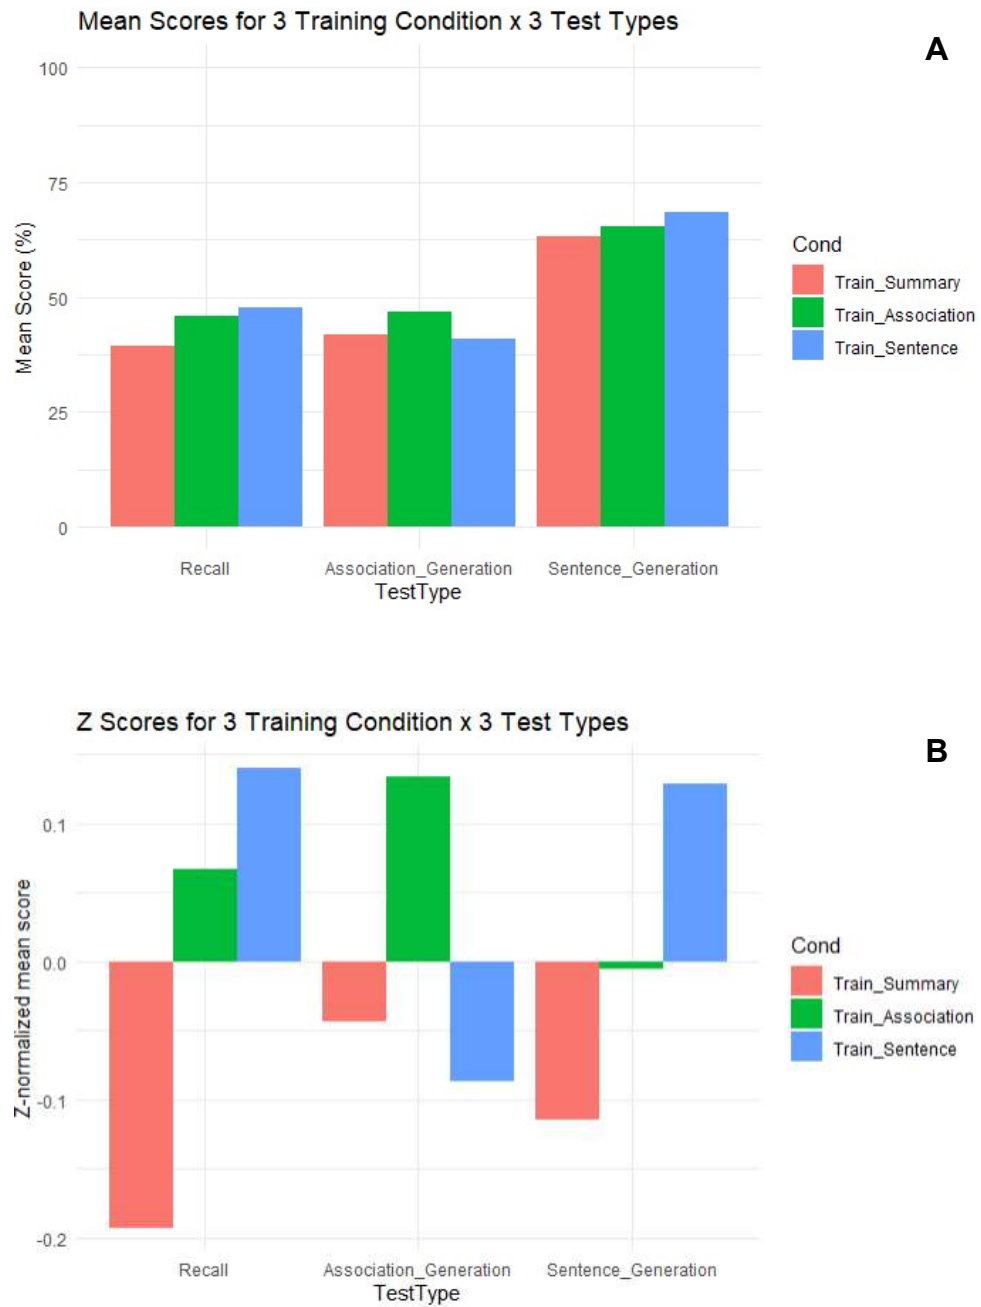 Mean Scores for 3 Training Condition x 3 Test Types
A
100
75
50
25
0
Mean Score (%)
Recall
Association_Generation
Sentence_Generation
TestType
Cond
Train_Summary
Train_Association
Train_Sentence
Z Scores for 3 Training Condition x 3 Test Types
B
0.1
0.0
-0.1
-0.2
Z-normalized mean score
Recall
Association_Generation
Sentence_Generation
TestType
Cond
Train_Summary
Train_Association
Train_Sentence